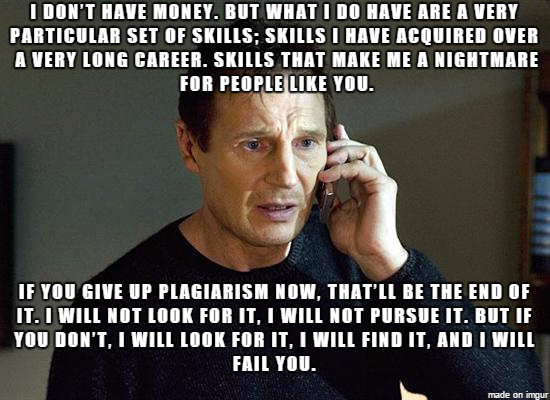 I DON'T HAVE MONEY. BUT WHAT I DO HAVE ARE A VERY
PARTICULAR SET OF SKILLS; SKILLS I HAVE ACQUIRED OVER
A VERY LONG CAREER. SKILLS THAT MAKE ME A NIGHTMARE
FOR PEOPLE LIKE YOU.
IF YOU GIVE UP PLAGIARISM NOW, THAT'LL BE THE END OF
IT. I WILL NOT LOOK FOR IT, I WILL NOT PURSUE IT. BUT IF
YOU DON'T, I WILL LOOK FOR IT, I WILL FIND IT, AND I WILL
FAIL YOU.
made on imgur